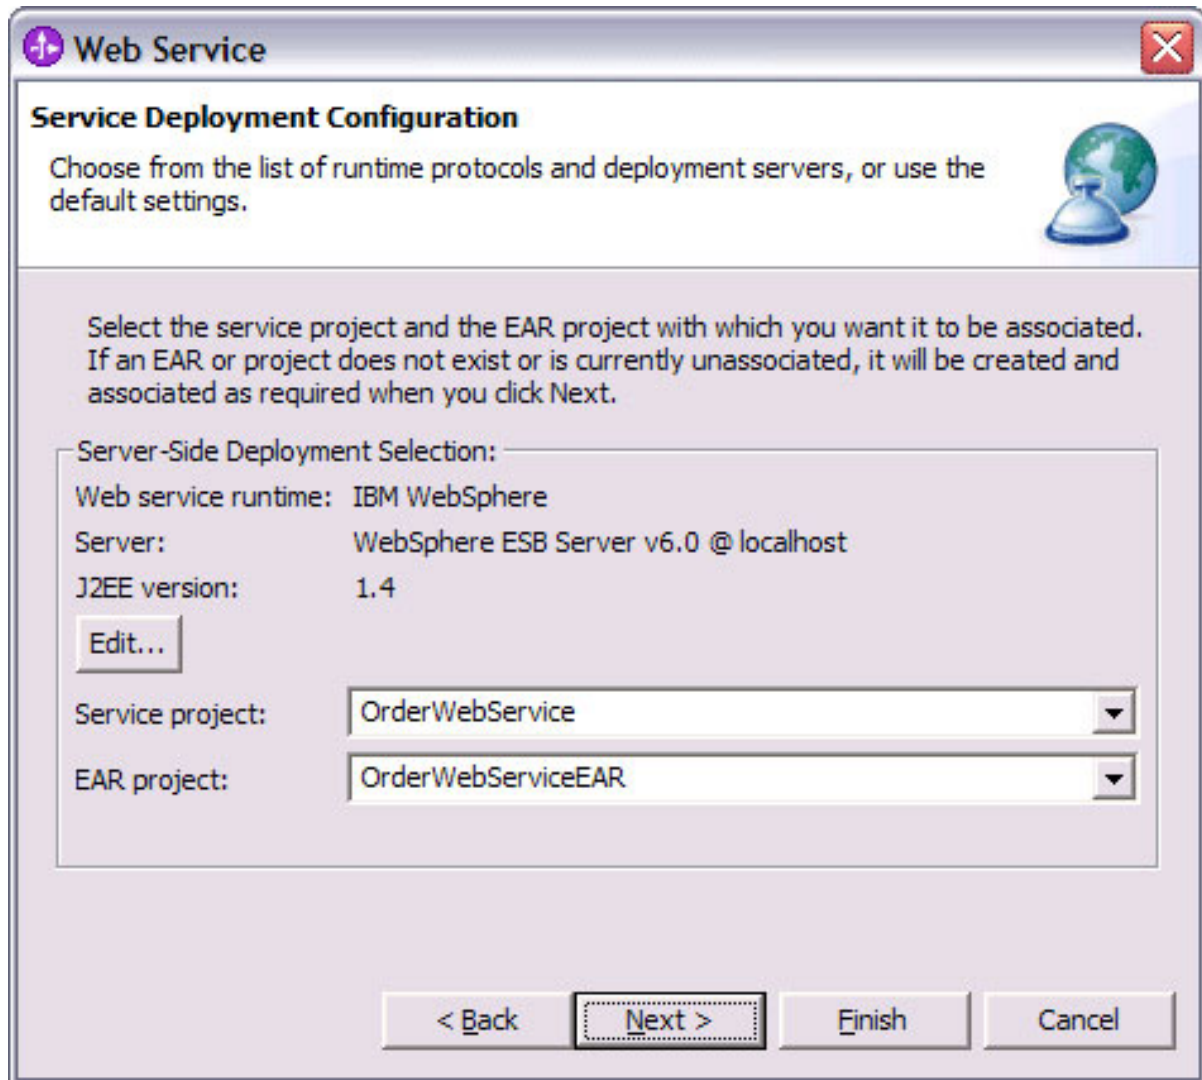 Web Service
Service Deployment Configuration
Choose from the list of runtime protocols and deployment servers, or use the
default settings.
Select the service project and the EAR project with which you want it to be associated.
If an EAR or project does not exist or is currently unassociated, it will be created and
associated as required when you click Next.
Server-Side Deployment Selection:
Web service runtime: IBM WebSphere
Server: WebSphere ESB Server v6.0 @ localhost
J2EE version: 1.4
Edit...
Service project: OrderWebService
EAR project: OrderWebServiceEAR
< Back Next > Finish Cancel